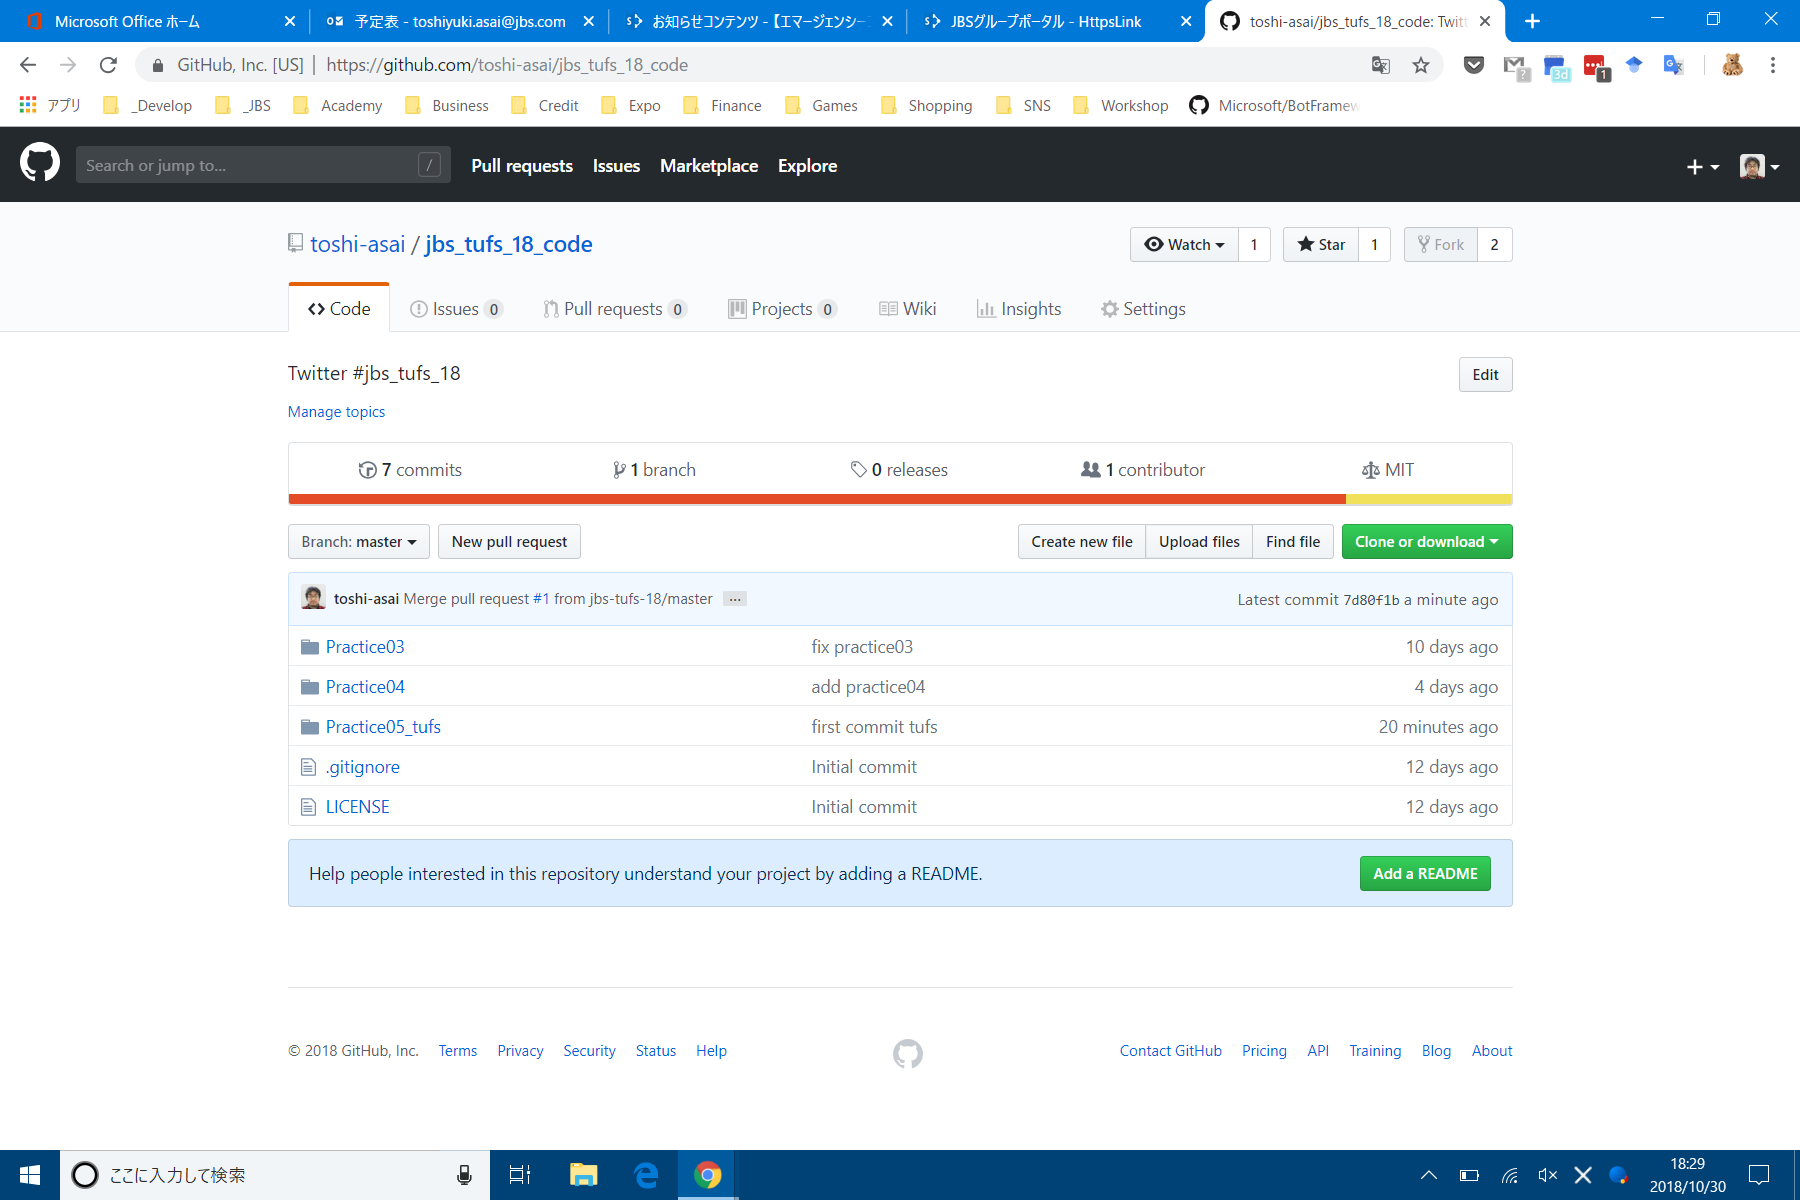 Microsoft Office ホーム
予定表 - toshiyuki.asai@jbs.com
お知らせコンテンツ - 【エマージェンシー
JBSグループポータル - HttpsLink
toshi-asai/jbs_tufs_18_code: Twitt
GitHub, Inc. [US] | https://github.com/toshi-asai/jbs_tufs_18_code
? 3d 1
アプリ _Develop _JBS Academy Business Credit Expo Finance Games Shopping SNS Workshop Microsoft/BotFramew
Search or jump to... / Pull requests Issues Marketplace Explore
toshi-asai / jbs_tufs_18_code
Watch 1 Star 1 Fork 2
Code Issues 0 Pull requests 0 Projects 0 Wiki Insights Settings
Twitter #jbs_tufs_18
Edit
Manage topics
7 commits 1 branch 0 releases 1 contributor MIT
Branch: master New pull request Create new file Upload files Find file Clone or download
toshi-asai Merge pull request #1 from jbs-tufs-18/master ... Latest commit 7d80f1b a minute ago
Practice03 fix practice03 10 days ago
Practice04 add practice04 4 days ago
Practice05_tufs first commit tufs 20 minutes ago
.gitignore Initial commit 12 days ago
LICENSE Initial commit 12 days ago
Help people interested in this repository understand your project by adding a README. Add a README
© 2018 GitHub, Inc. Terms Privacy Security Status Help Contact GitHub Pricing API Training Blog About
ここに入力して検索
18:29
2018/10/30